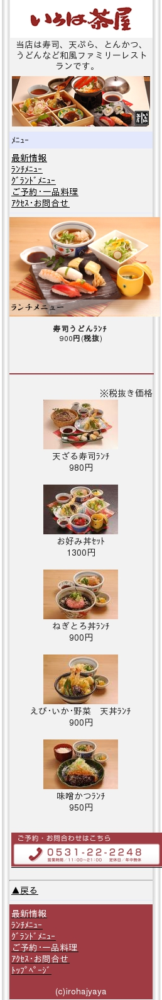 いろは茶屋
当店は寿司、天ぷら、とんかつ、
うどんなど和風ファミリーレスト
ランです。
ﾒﾆｭｰ
最新情報
ﾗﾝﾁﾒﾆｭｰ
ｸﾞﾗﾝﾄﾞﾒﾆｭｰ
ご予約･一品料理
ｱｸｾｽ･お問合せ
ランチメニュー
寿司うどんﾗﾝﾁ
900円(税抜)
※税抜き価格
天ざる寿司ﾗﾝﾁ
980円
お好み丼ｾｯﾄ
1300円
ねぎとろ丼ﾗﾝﾁ
900円
えび･いか･野菜　天丼ﾗﾝﾁ
900円
味噌かつﾗﾝﾁ
950円
ご予約・お問合わせはこちら
0531-22-2248
営業時間／11:00〜21:00　定休日／年中無休
▲戻る
最新情報
ﾗﾝﾁﾒﾆｭｰ
ｸﾞﾗﾝﾄﾞﾒﾆｭｰ
ご予約･一品料理
ｱｸｾｽ･お問合せ
ﾄｯﾌﾟﾍﾟｰｼﾞ
(c)irohajyaya